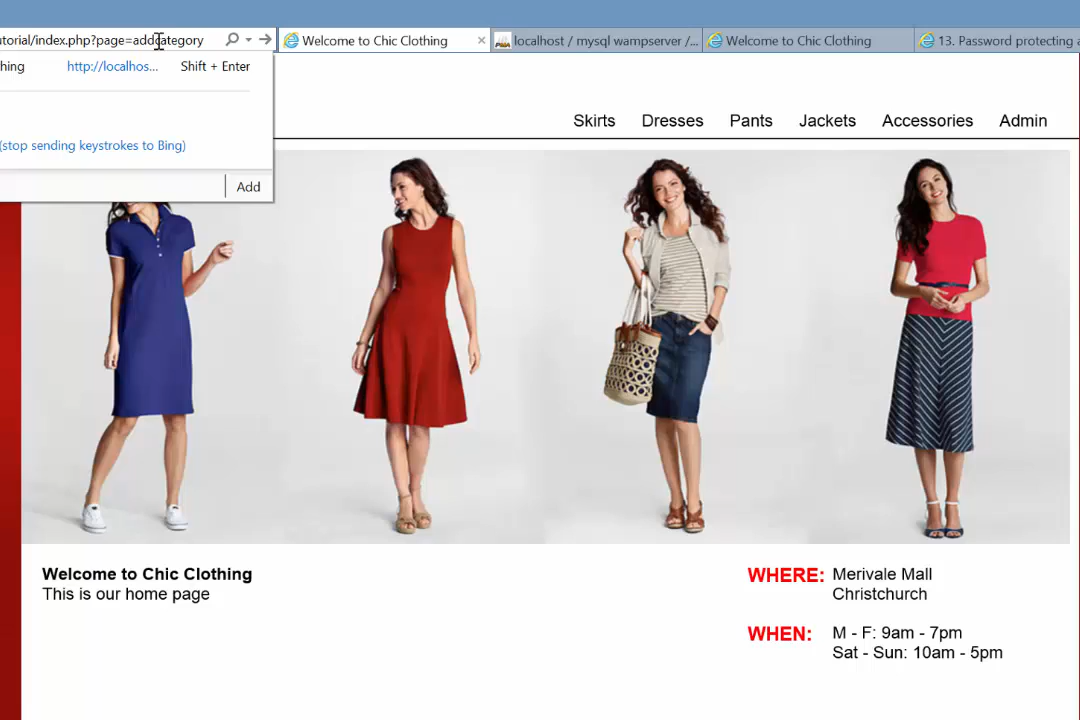 utorial/index.php?page=addcategory
Welcome to Chic Clothing
localhost / mysql wampserver /...
Welcome to Chic Clothing
13. Password protecting a
hing http://localhos... Shift + Enter
(stop sending keystrokes to Bing)
Add
Skirts Dresses Pants Jackets Accessories Admin
Welcome to Chic Clothing
This is our home page
WHERE: Merivale Mall
Christchurch
WHEN: M - F: 9am - 7pm
Sat - Sun: 10am - 5pm